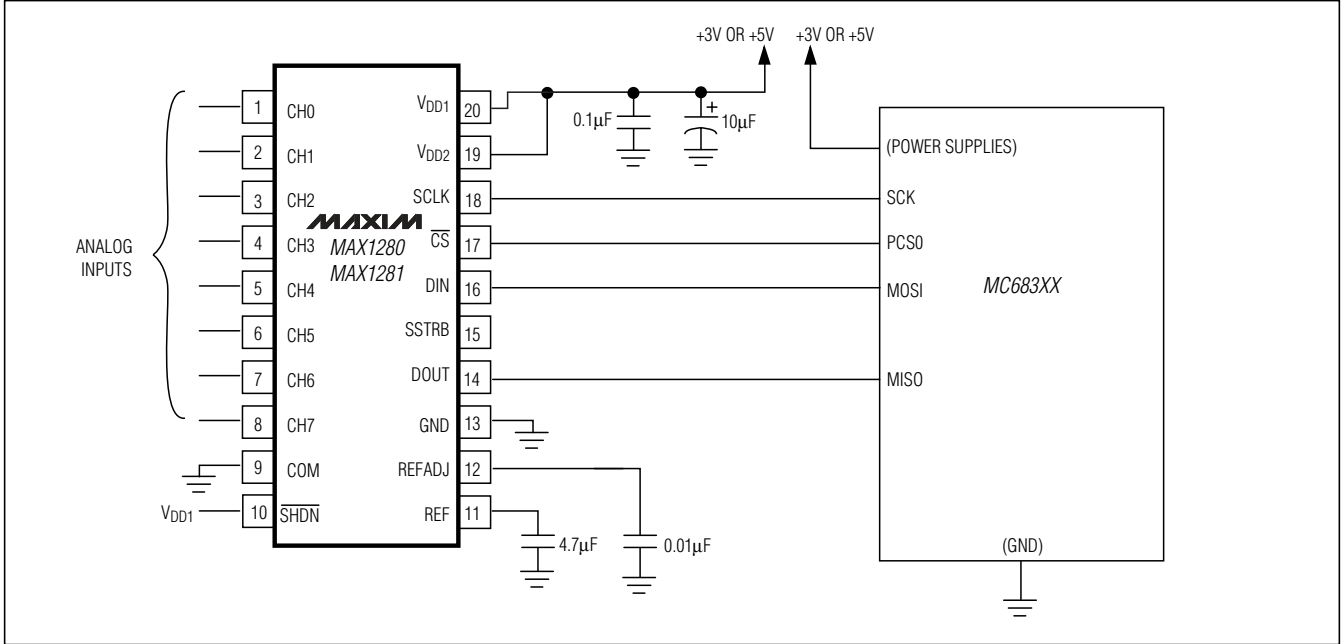 +3V OR +5V
+3V OR +5V
1 CH0
2 CH1
3 CH2
4 CH3
5 CH4
6 CH5
7 CH6
8 CH7
9 COM
10 SHDN
ANALOG
INPUTS
VDD1
MAXIM
MAX1280
MAX1281
VDD1 20
VDD2 19
SCLK 18
CS 17
DIN 16
SSTRB 15
DOUT 14
GND 13
REFADJ 12
REF 11
0.1µF
+
10µF
4.7µF
0.01µF
(POWER SUPPLIES)
SCK
PCS0
MOSI
MISO
MC683XX
(GND)